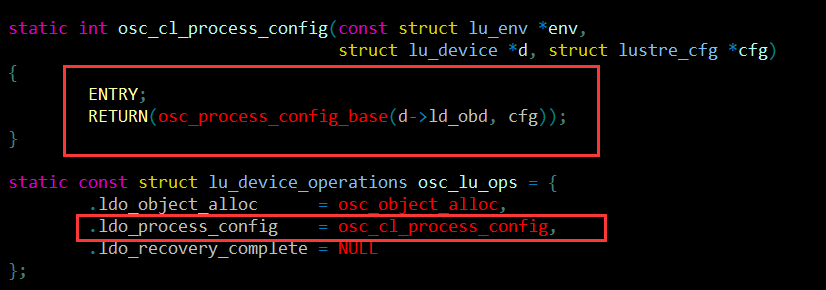 static int osc_cl_process_config(const struct lu_env *env,
                                 struct lu_device *d, struct lustre_cfg *cfg)
{
        ENTRY;
        RETURN(osc_process_config_base(d->ld_obd, cfg));
}
static const struct lu_device_operations osc_lu_ops = {
        .ldo_object_alloc      = osc_object_alloc,
        .ldo_process_config    = osc_cl_process_config,
        .ldo_recovery_complete = NULL
};